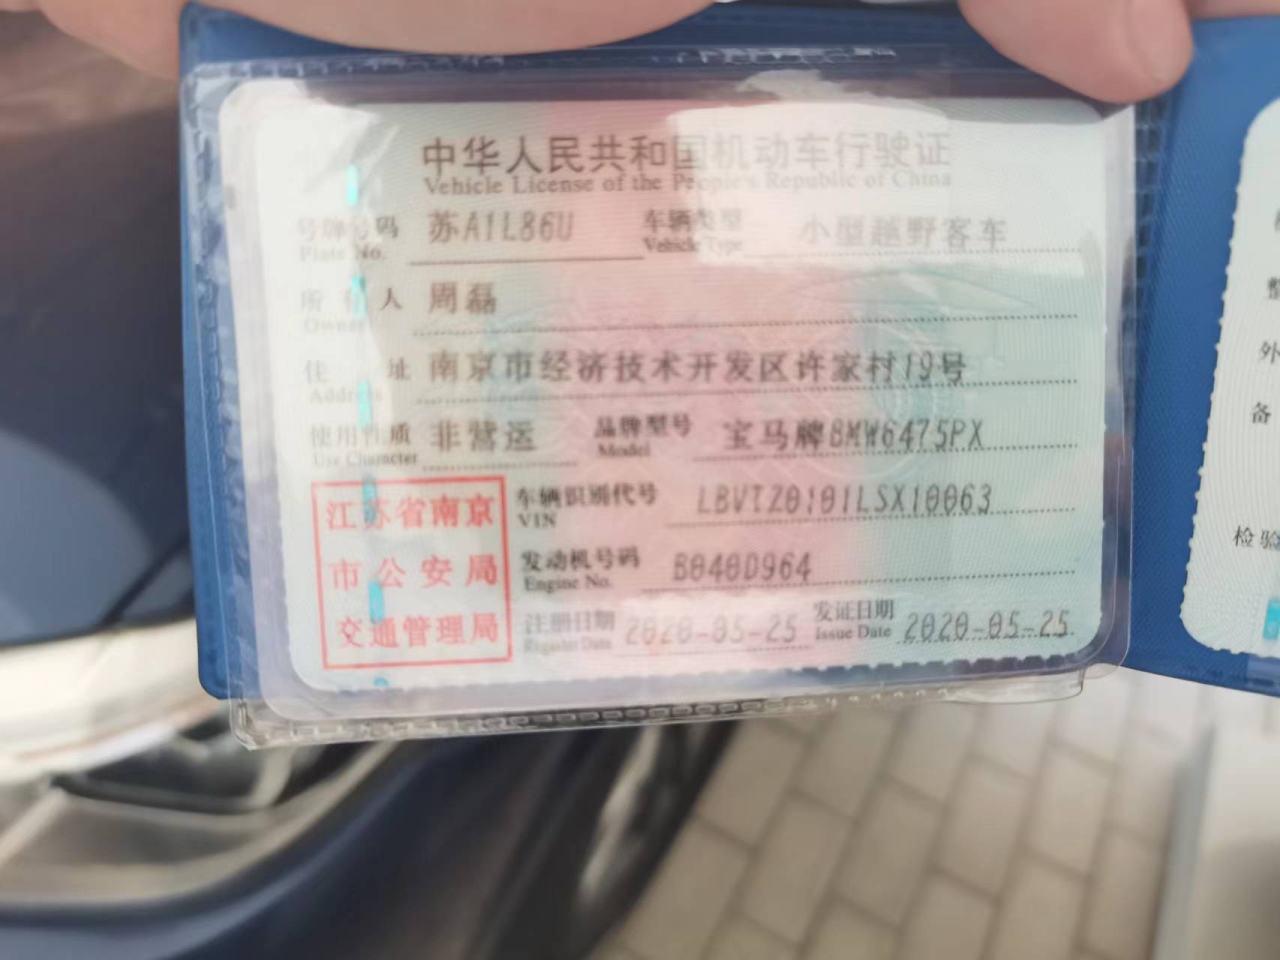 中华人民共和国机动车行驶证
Vehicle License of the People's Republic of China
号牌号码 苏A1L86U 车辆类型 小型越野客车
Plate No. Vehicle Type
所有人 周磊
Owner
住址 南京市经济技术开发区许家村19号
Address
使用性质 非营运 品牌型号 宝马牌BMW6475PX
Use Character Model
江苏省南京
市公安局
交通管理局
车辆识别代号 LBVTZ0101LSX10063
VIN
发动机号码 B040D964
Engine No.
注册日期 2020-05-25 发证日期 2020-05-25
Register Date Issue Date
整
外
备
检验